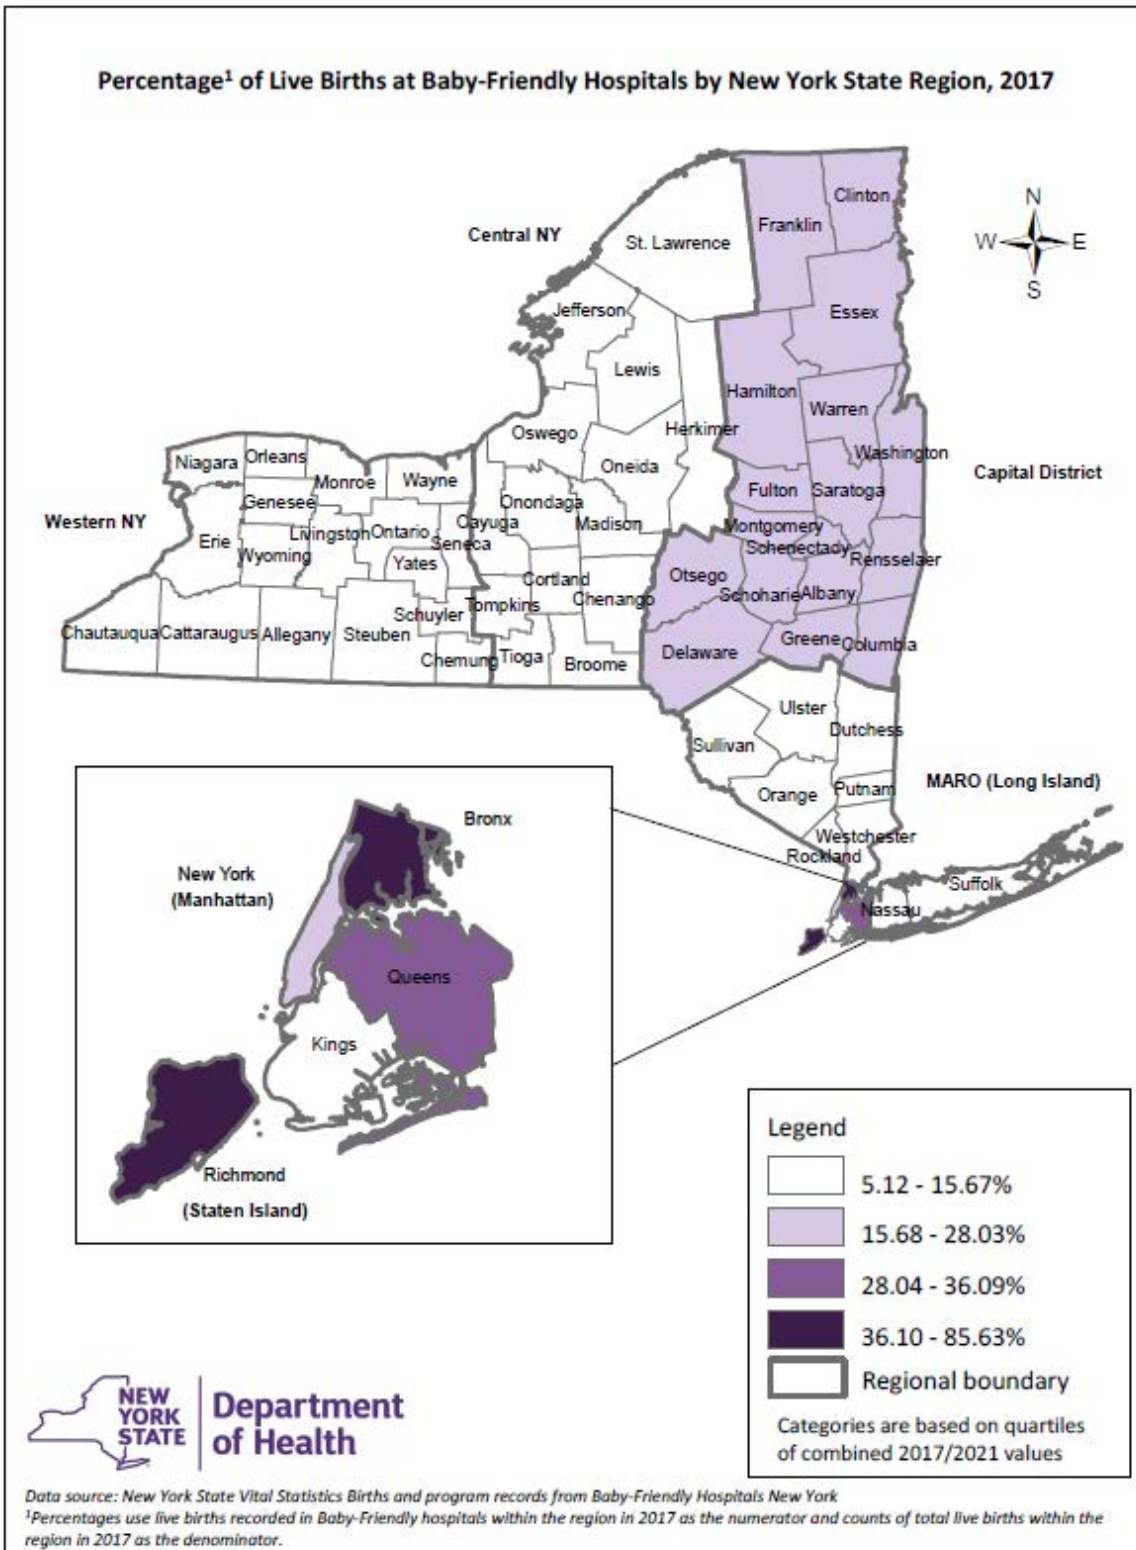 Percentage¹ of Live Births at Baby-Friendly Hospitals by New York State Region, 2017
N
W E
S
Central NY
St. Lawrence
Franklin
Clinton
Jefferson
Essex
Lewis
Hamilton
Warren
Oswego
Herkimer
Washington
Oneida
Niagara
Orleans
Monroe
Wayne
Capital District
Fulton
Saratoga
Genesee
Onondaga
Madison
Montgomery
Western NY
Erie
Livingston
Ontario
Cayuga
Seneca
Schenectady
Wyoming
Yates
Rensselaer
Otsego
Cortland
Chenango
Schoharie
Albany
Schuyler
Tompkins
Chautauqua
Cattaraugus
Allegany
Steuben
Greene
Columbia
Chemung
Tioga
Broome
Delaware
Ulster
Dutchess
Sullivan
MARO (Long Island)
Orange
Putnam
Westchester
Rockland
Suffolk
Nassau
Bronx
New York
(Manhattan)
Queens
Kings
Richmond
(Staten Island)
Legend
5.12 - 15.67%
15.68 - 28.03%
28.04 - 36.09%
36.10 - 85.63%
Regional boundary
Categories are based on quartiles
of combined 2017/2021 values
NEW
YORK
STATE
Department
of Health
Data source: New York State Vital Statistics Births and program records from Baby-Friendly Hospitals New York
¹Percentages use live births recorded in Baby-Friendly hospitals within the region in 2017 as the numerator and counts of total live births within the
region in 2017 as the denominator.